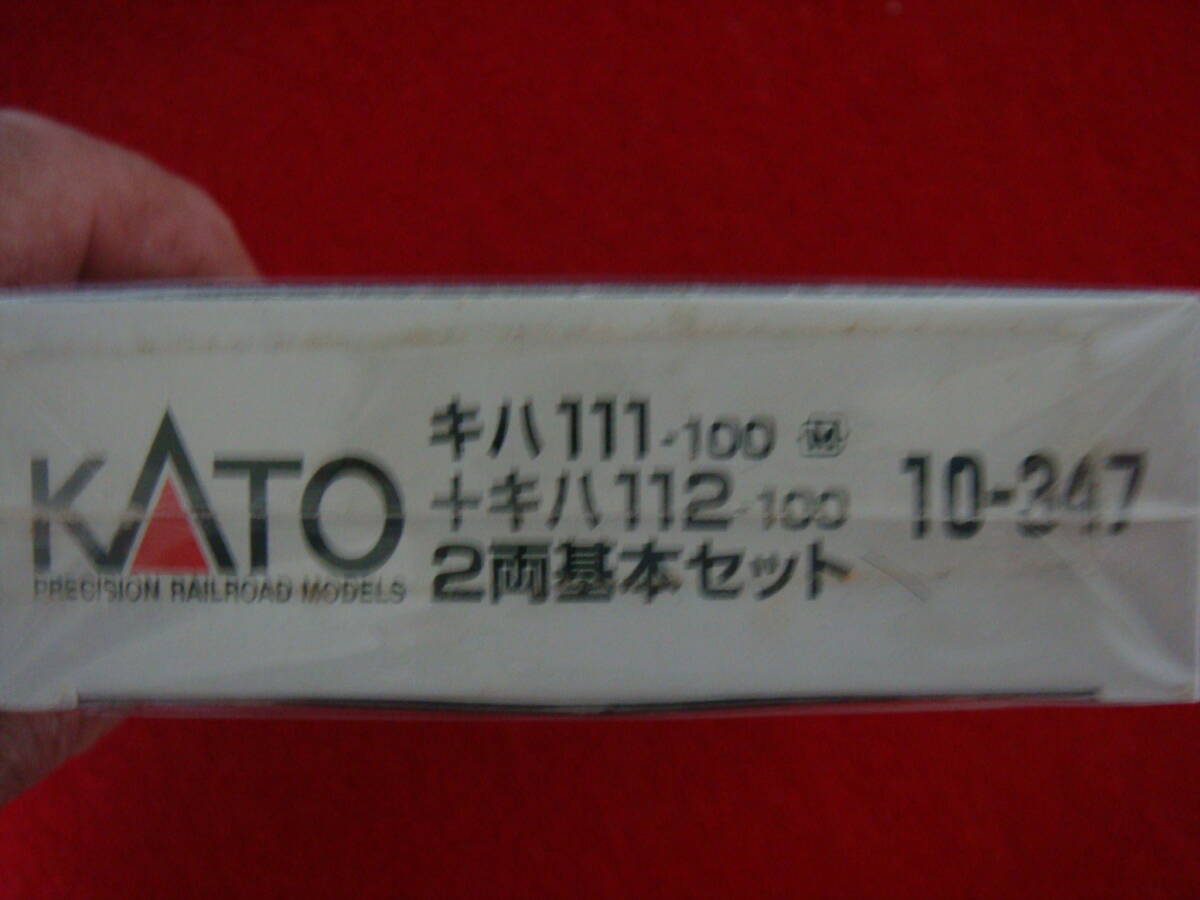 KATO
PRECISION RAILROAD MODELS
キハ111-100 Ⓜ
+キハ112-100
2両基本セット
10-347